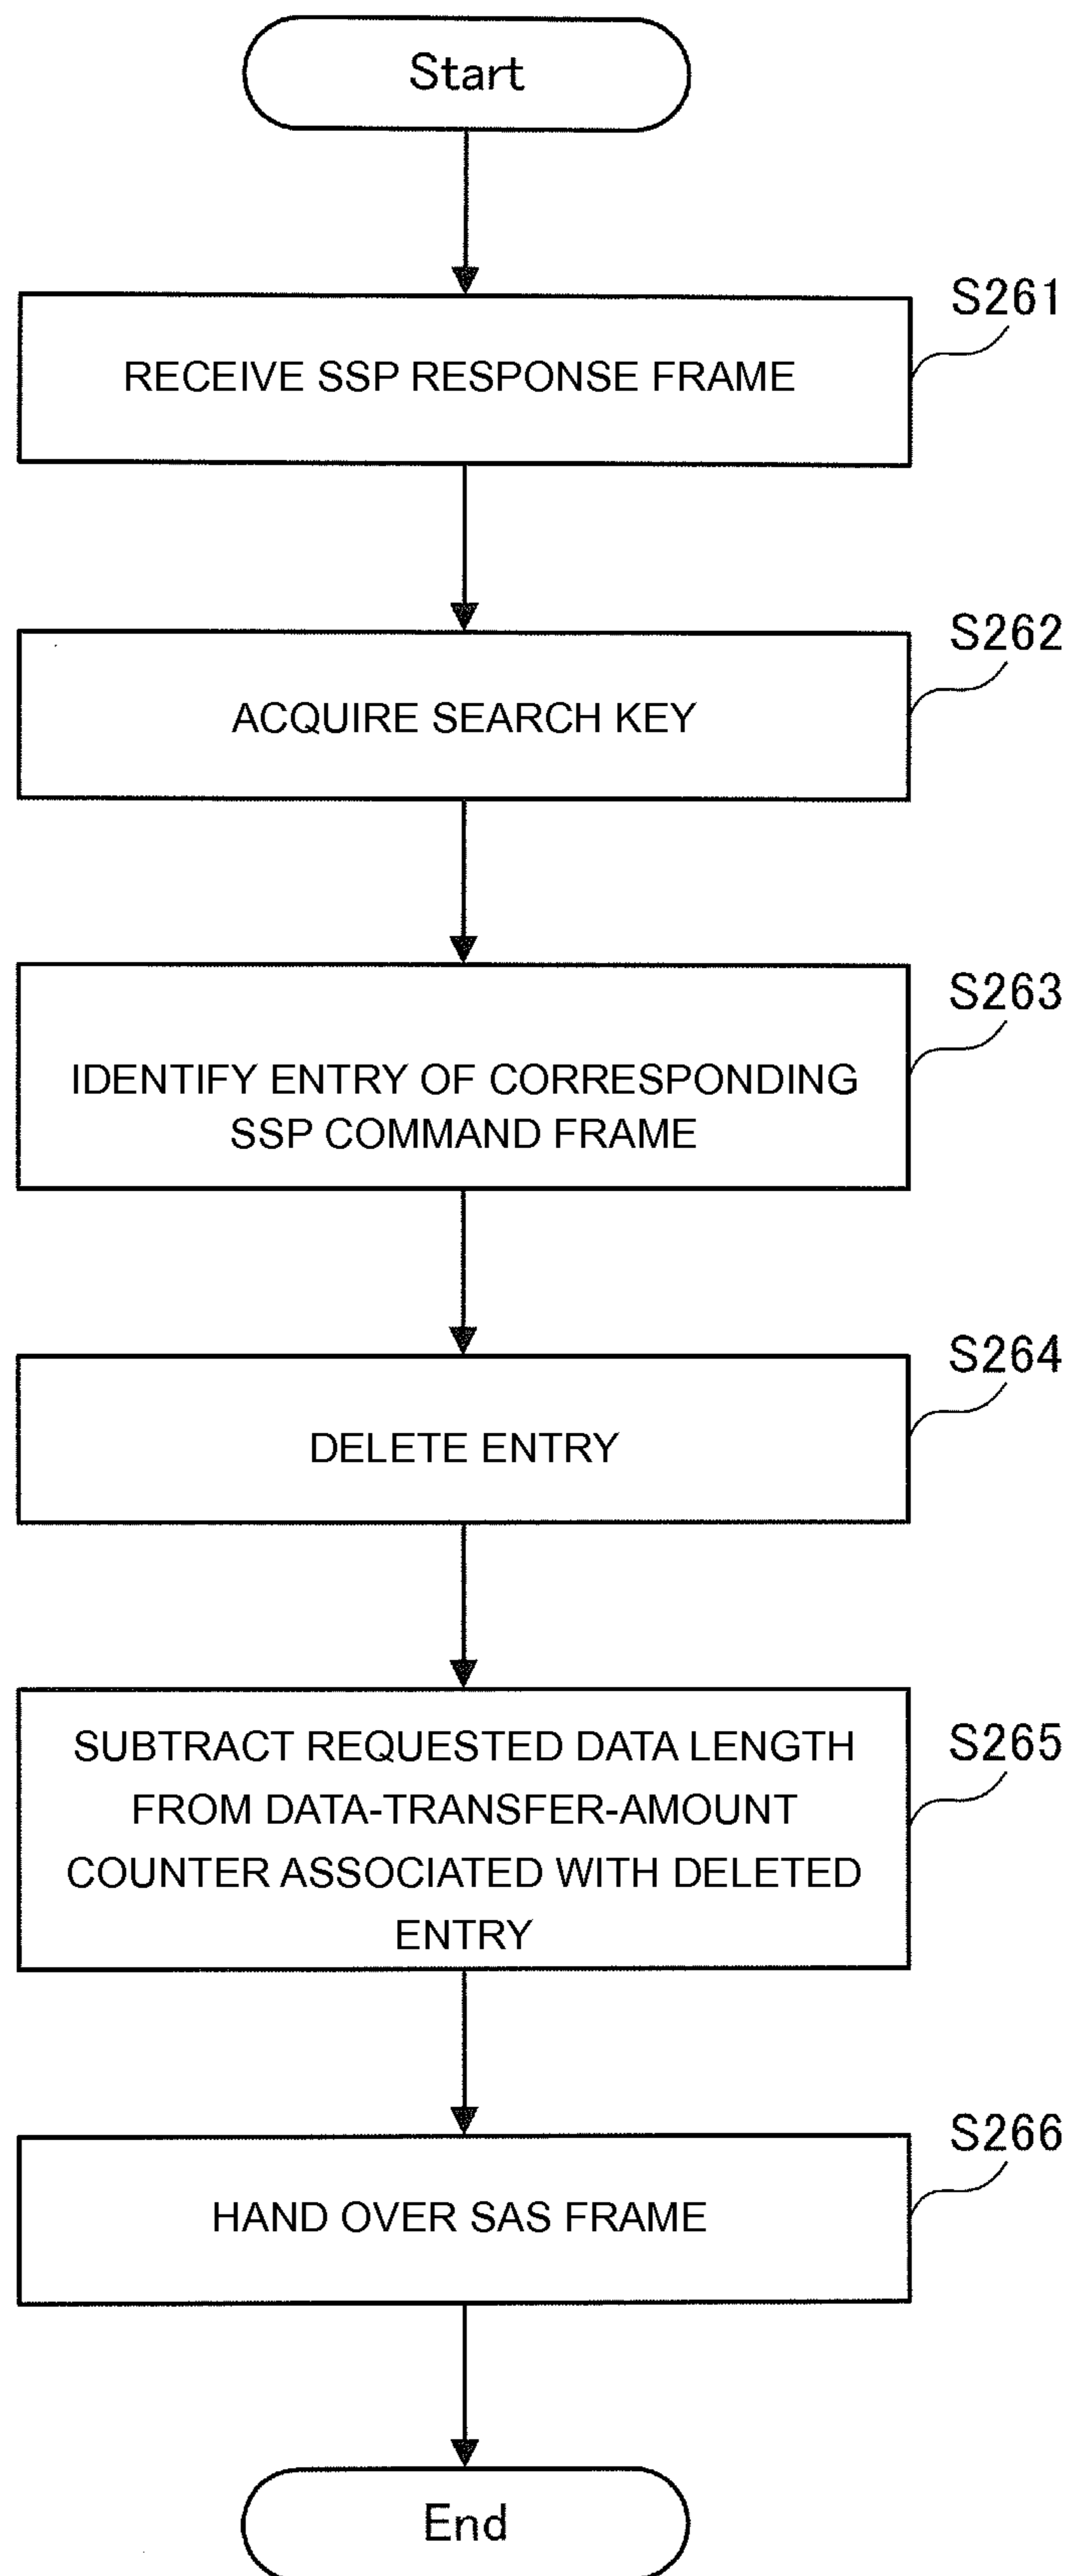 Start
S261
RECEIVE SSP RESPONSE FRAME
S262
ACQUIRE SEARCH KEY
S263
IDENTIFY ENTRY OF CORRESPONDING
SSP COMMAND FRAME
S264
DELETE ENTRY
S265
SUBTRACT REQUESTED DATA LENGTH
FROM DATA-TRANSFER-AMOUNT
COUNTER ASSOCIATED WITH DELETED
ENTRY
S266
HAND OVER SAS FRAME
End